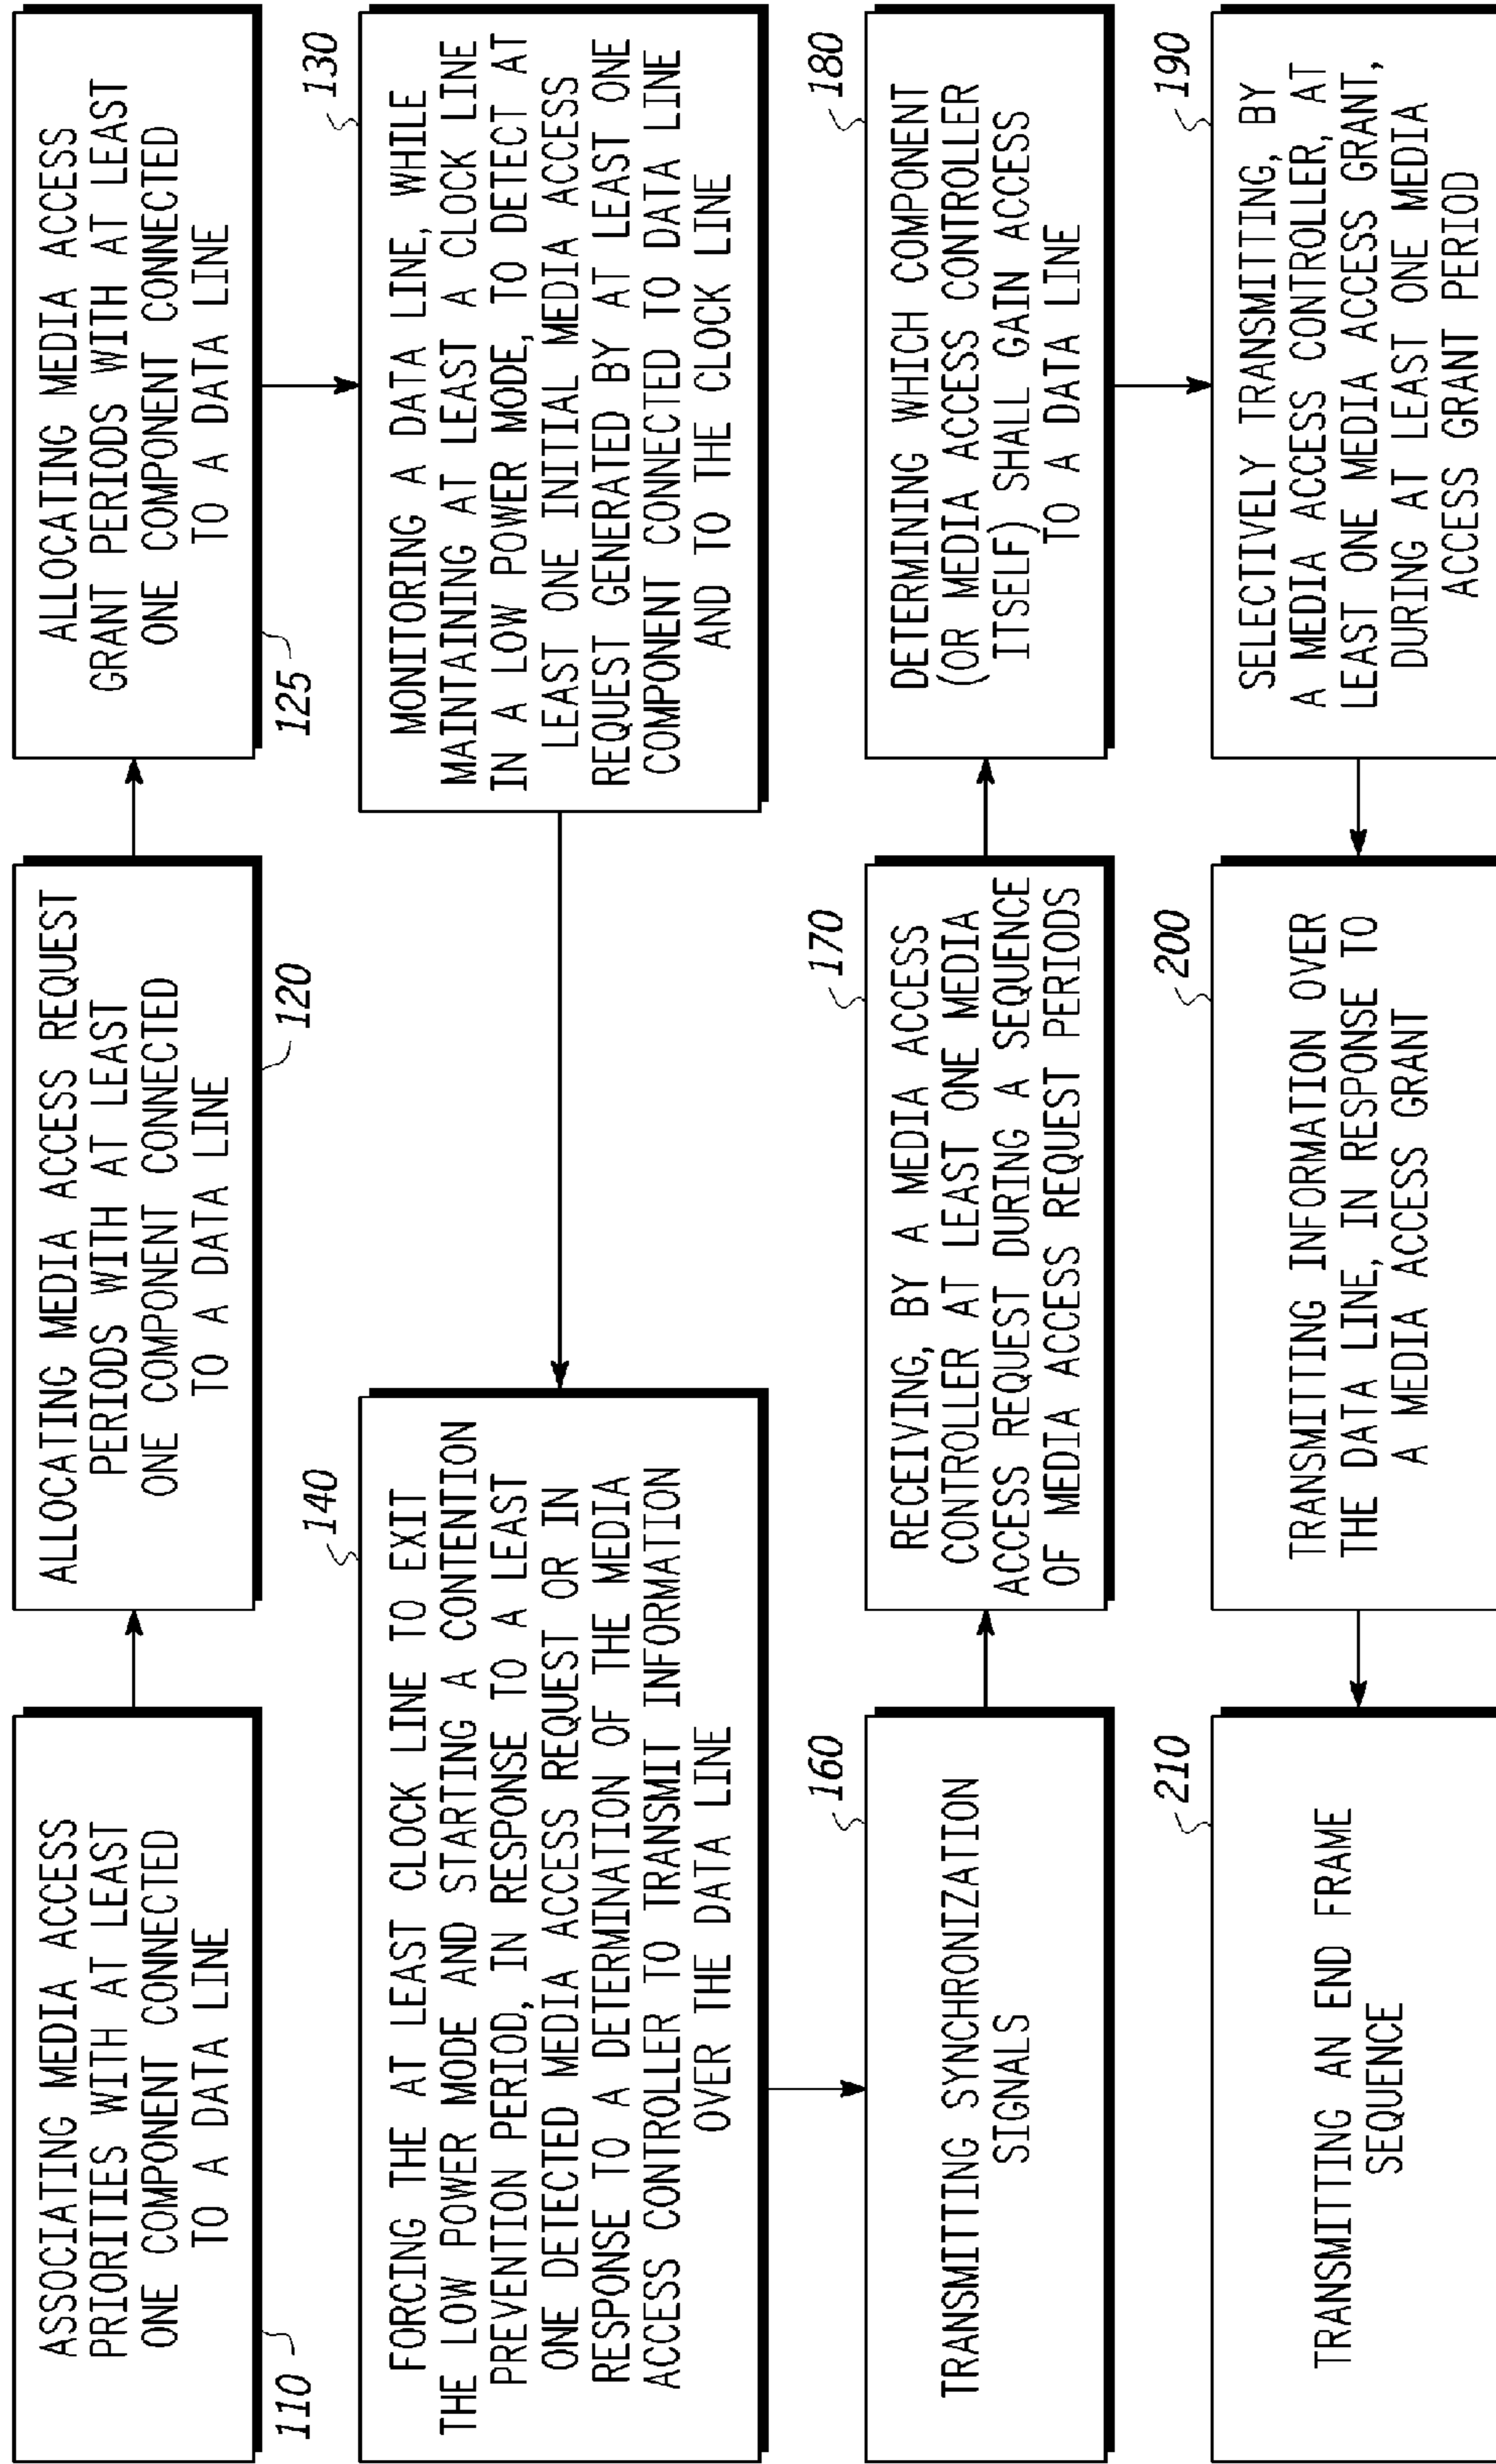 ASSOCIATING MEDIA ACCESS
PRIORITIES WITH AT LEAST
ONE COMPONENT CONNECTED
TO A DATA LINE
110
ALLOCATING MEDIA ACCESS REQUEST
PERIODS WITH AT LEAST
ONE COMPONENT CONNECTED
TO A DATA LINE
120
ALLOCATING MEDIA ACCESS
GRANT PERIODS WITH AT LEAST
ONE COMPONENT CONNECTED
TO A DATA LINE
125
130
MONITORING A DATA LINE, WHILE
MAINTAINING AT LEAST A CLOCK LINE
IN A LOW POWER MODE, TO DETECT AT
LEAST ONE INITIAL MEDIA ACCESS
REQUEST GENERATED BY AT LEAST ONE
COMPONENT CONNECTED TO DATA LINE
AND TO THE CLOCK LINE
140
FORCING THE AT LEAST CLOCK LINE TO EXIT
THE LOW POWER MODE AND STARTING A CONTENTION
PREVENTION PERIOD, IN RESPONSE TO A LEAST
ONE DETECTED MEDIA ACCESS REQUEST OR IN
RESPONSE TO A DETERMINATION OF THE MEDIA
ACCESS CONTROLLER TO TRANSMIT INFORMATION
OVER THE DATA LINE
160
TRANSMITTING SYNCHRONIZATION
SIGNALS
170
RECEIVING, BY A MEDIA ACCESS
CONTROLLER AT LEAST ONE MEDIA
ACCESS REQUEST DURING A SEQUENCE
OF MEDIA ACCESS REQUEST PERIODS
180
DETERMINING WHICH COMPONENT
(OR MEDIA ACCESS CONTROLLER
ITSELF) SHALL GAIN ACCESS
TO A DATA LINE
190
SELECTIVELY TRANSMITTING, BY
A MEDIA ACCESS CONTROLLER, AT
LEAST ONE MEDIA ACCESS GRANT,
DURING AT LEAST ONE MEDIA
ACCESS GRANT PERIOD
200
TRANSMITTING INFORMATION OVER
THE DATA LINE, IN RESPONSE TO
A MEDIA ACCESS GRANT
210
TRANSMITTING AN END FRAME
SEQUENCE